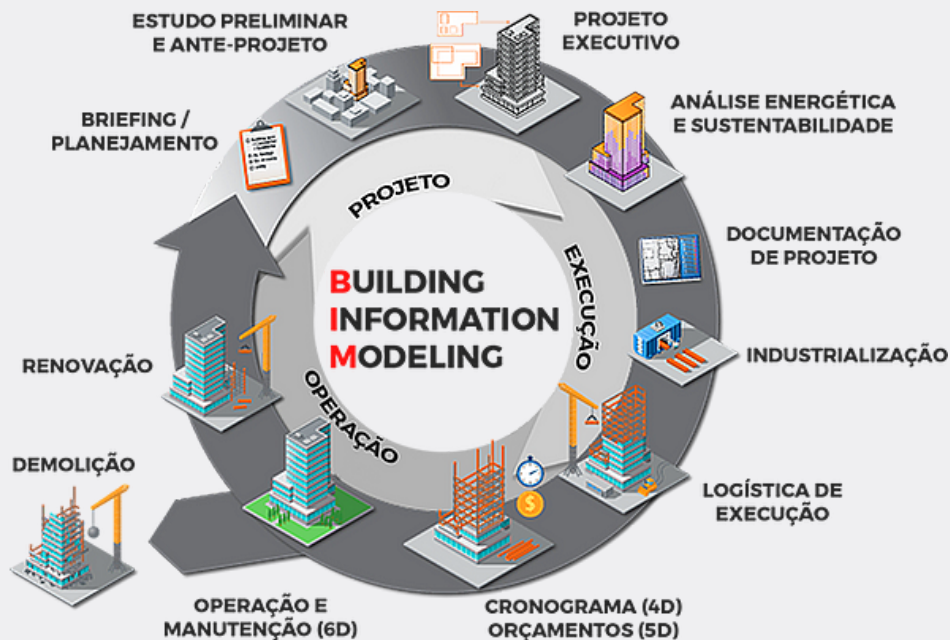 ESTUDO PRELIMINAR
E ANTE-PROJETO
PROJETO
EXECUTIVO
ANÁLISE ENERGÉTICA
E SUSTENTABILIDADE
BRIEFING /
PLANEJAMENTO
DOCUMENTAÇÃO
DE PROJETO
INDUSTRIALIZAÇÃO
LOGÍSTICA DE
EXECUÇÃO
CRONOGRAMA (4D)
ORÇAMENTOS (5D)
OPERAÇÃO E
MANUTENÇÃO (6D)
DEMOLIÇÃO
RENOVAÇÃO
PROJETO
EXECUÇÃO
OPERAÇÃO
BUILDING
INFORMATION
MODELING
$